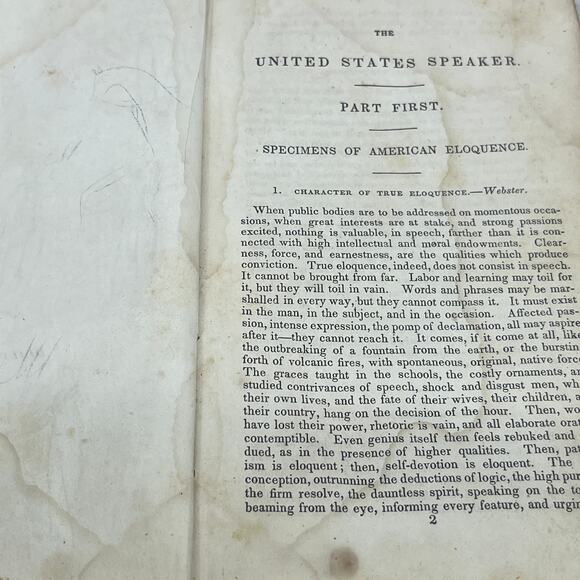 THE
UNITED STATES SPEAKER.
PART FIRST.
SPECIMENS OF AMERICAN ELOQUENCE.
1. CHARACTER OF TRUE ELOQUENCE.—Webster.
When public bodies are to be addressed on momentous occa-
sions, when great interests are at stake, and strong passions
excited, nothing is valuable, in speech, farther than it is con-
nected with high intellectual and moral endowments. Clear-
ness, force, and earnestness, are the qualities which produce
conviction. True eloquence, indeed, does not consist in speech.
It cannot be brought from far. Labor and learning may toil for
it, but they will toil in vain. Words and phrases may be mar-
shalled in every way, but they cannot compass it. It must exist
in the man, in the subject, and in the occasion. Affected pas-
sion, intense expression, the pomp of declamation, all may aspire
after it—they cannot reach it. It comes, if it come at all, like
the outbreaking of a fountain from the earth, or the burstin
forth of volcanic fires, with spontaneous, original, native force
The graces taught in the schools, the costly ornaments, an
studied contrivances of speech, shock and disgust men, wh
their own lives, and the fate of their wives, their children, a
their country, hang on the decision of the hour. Then, wo
have lost their power, rhetoric is vain, and all elaborate orat
contemptible. Even genius itself then feels rebuked and
dued, as in the presence of higher qualities. Then, pat
ism is eloquent; then, self-devotion is eloquent. The
conception, outrunning the deductions of logic, the high pur
the firm resolve, the dauntless spirit, speaking on the to
beaming from the eye, informing every feature, and urgin
2